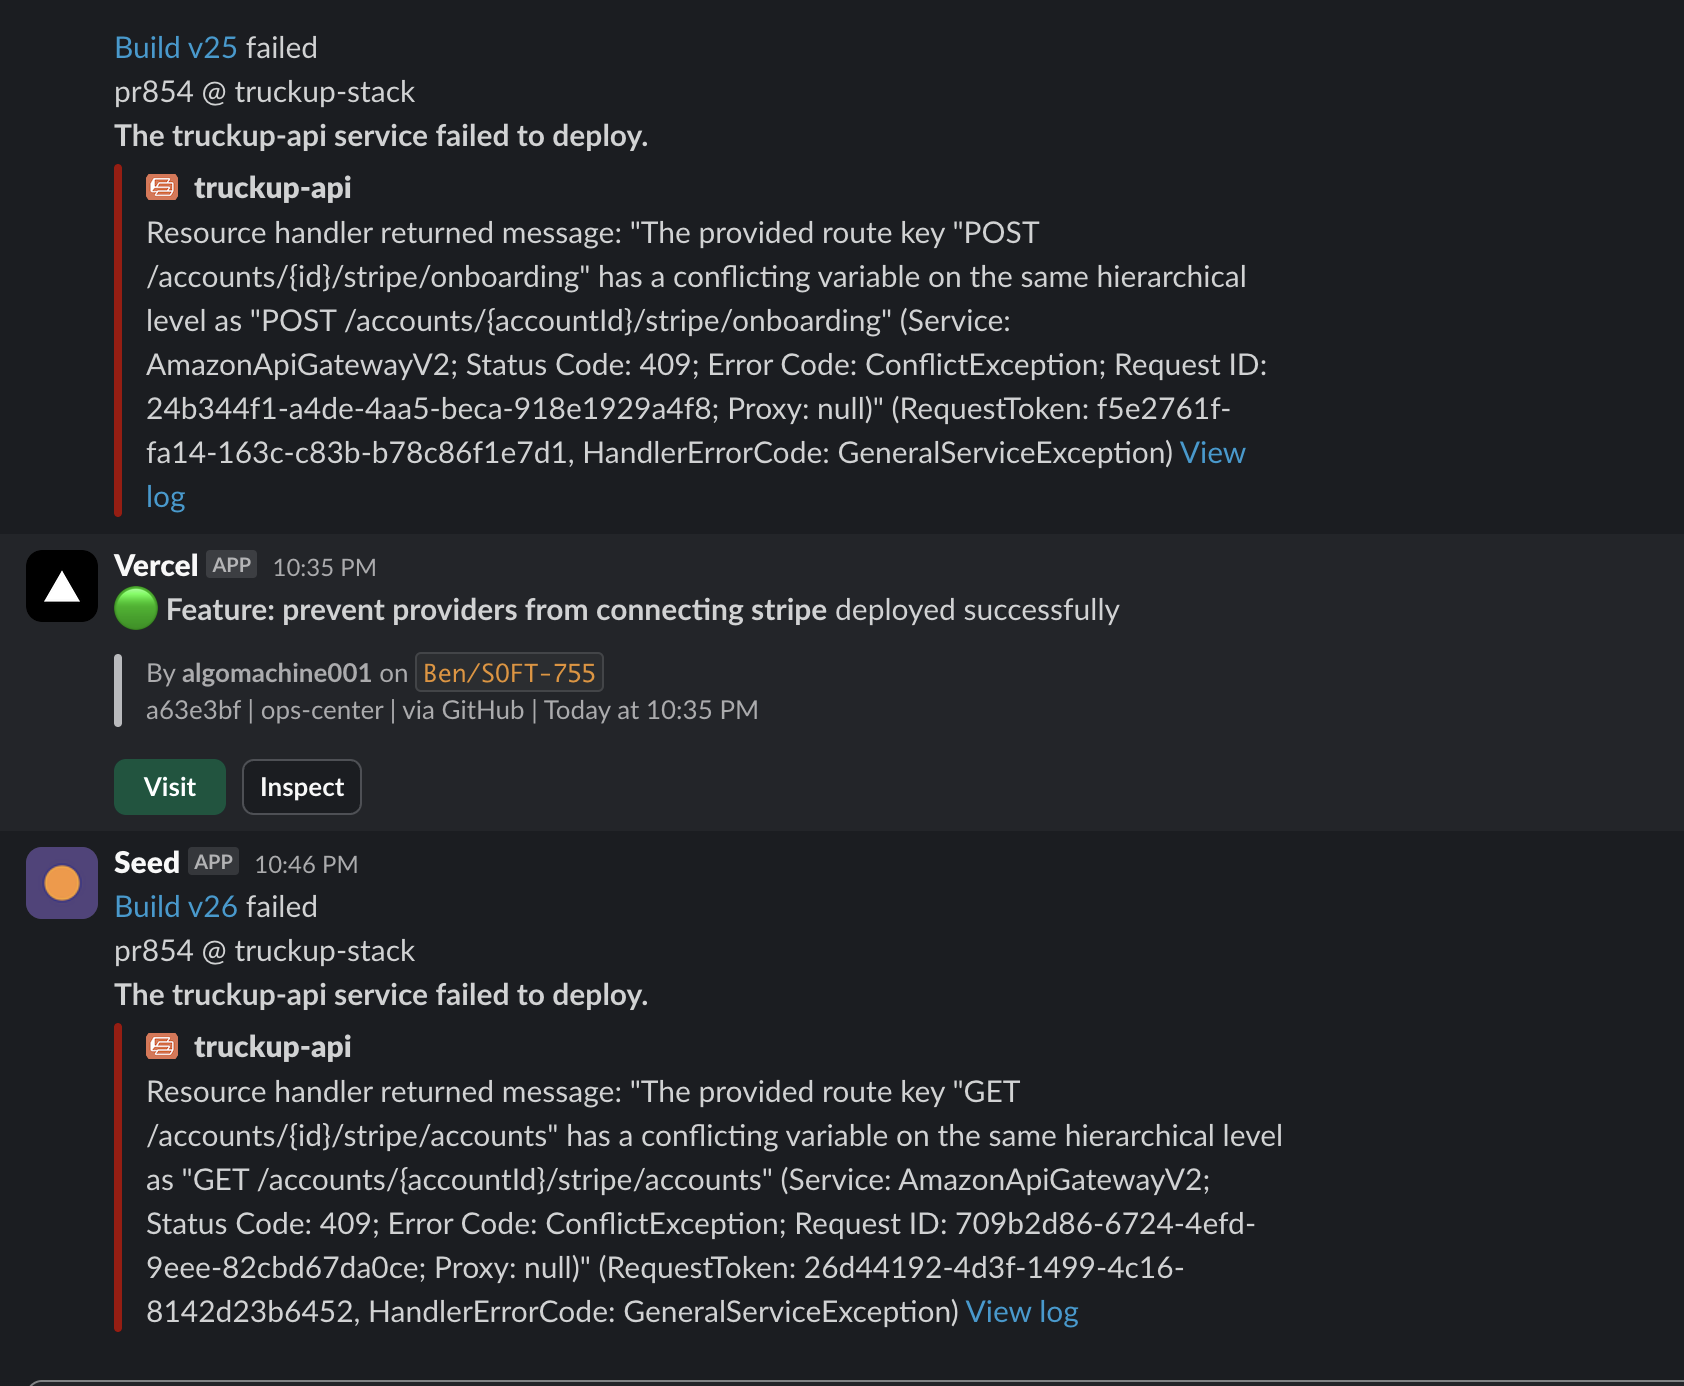 Build v25 failed
pr854 @ truckup-stack
The truckup-api service failed to deploy.
truckup-api
Resource handler returned message: "The provided route key "POST
/accounts/{id}/stripe/onboarding" has a conflicting variable on the same hierarchical
level as "POST /accounts/{accountId}/stripe/onboarding" (Service:
AmazonApiGatewayV2; Status Code: 409; Error Code: ConflictException; Request ID:
24b344f1-a4de-4aa5-beca-918e1929a4f8; Proxy: null)" (RequestToken: f5e2761f-
fa14-163c-c83b-b78c86f1e7d1, HandlerErrorCode: GeneralServiceException) View
log
Vercel APP 10:35 PM
Feature: prevent providers from connecting stripe deployed successfully
By algomachine001 on Ben/SOFT-755
a63e3bf | ops-center | via GitHub | Today at 10:35 PM
Visit Inspect
Seed APP 10:46 PM
Build v26 failed
pr854 @ truckup-stack
The truckup-api service failed to deploy.
truckup-api
Resource handler returned message: "The provided route key "GET
/accounts/{id}/stripe/accounts" has a conflicting variable on the same hierarchical level
as "GET /accounts/{accountId}/stripe/accounts" (Service: AmazonApiGatewayV2;
Status Code: 409; Error Code: ConflictException; Request ID: 709b2d86-6724-4efd-
9eee-82cbd67da0ce; Proxy: null)" (RequestToken: 26d44192-4d3f-1499-4c16-
8142d23b6452, HandlerErrorCode: GeneralServiceException) View log